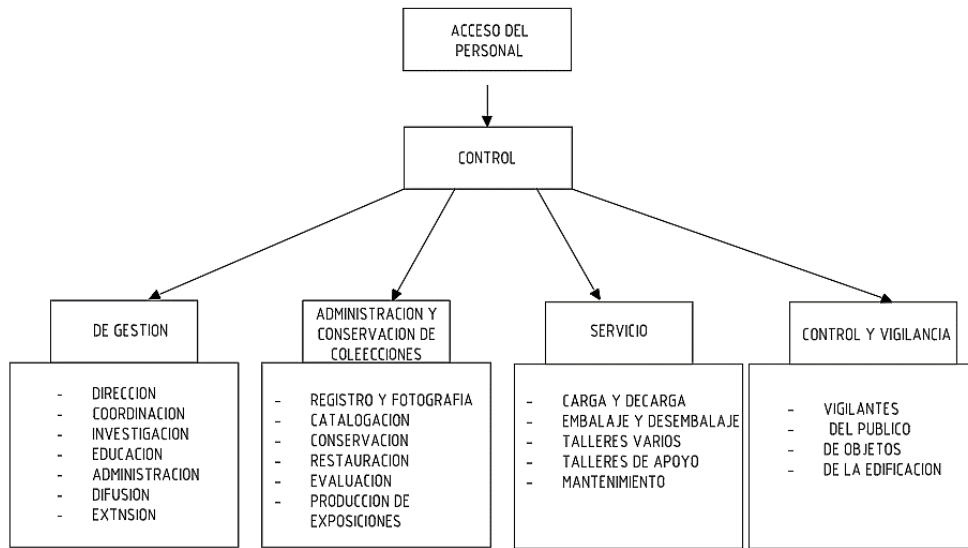 ACCESO DEL
PERSONAL
CONTROL
DE GESTION
- DIRECCION
- COORDINACION
- INVESTIGACION
- EDUCACION
- ADMINISTRACION
- DIFUSION
- EXTNSION
ADMINISTRACION Y
CONSERVACION DE
COLEECCIONES
- REGISTRO Y FOTOGRAFIA
- CATALOGACION
- CONSERVACION
- RESTAURACION
- EVALUACION
- PRODUCCION DE
EXPOSICIONES
SERVICIO
- CARGA Y DECARGA
- EMBALAJE Y DESEMBALAJE
- TALLERES VARIOS
- TALLERES DE APOYO
- MANTENIMIENTO
CONTROL Y VIGILANCIA
- VIGILANTES
- DEL PUBLICO
- DE OBJETOS
- DE LA EDIFICACION